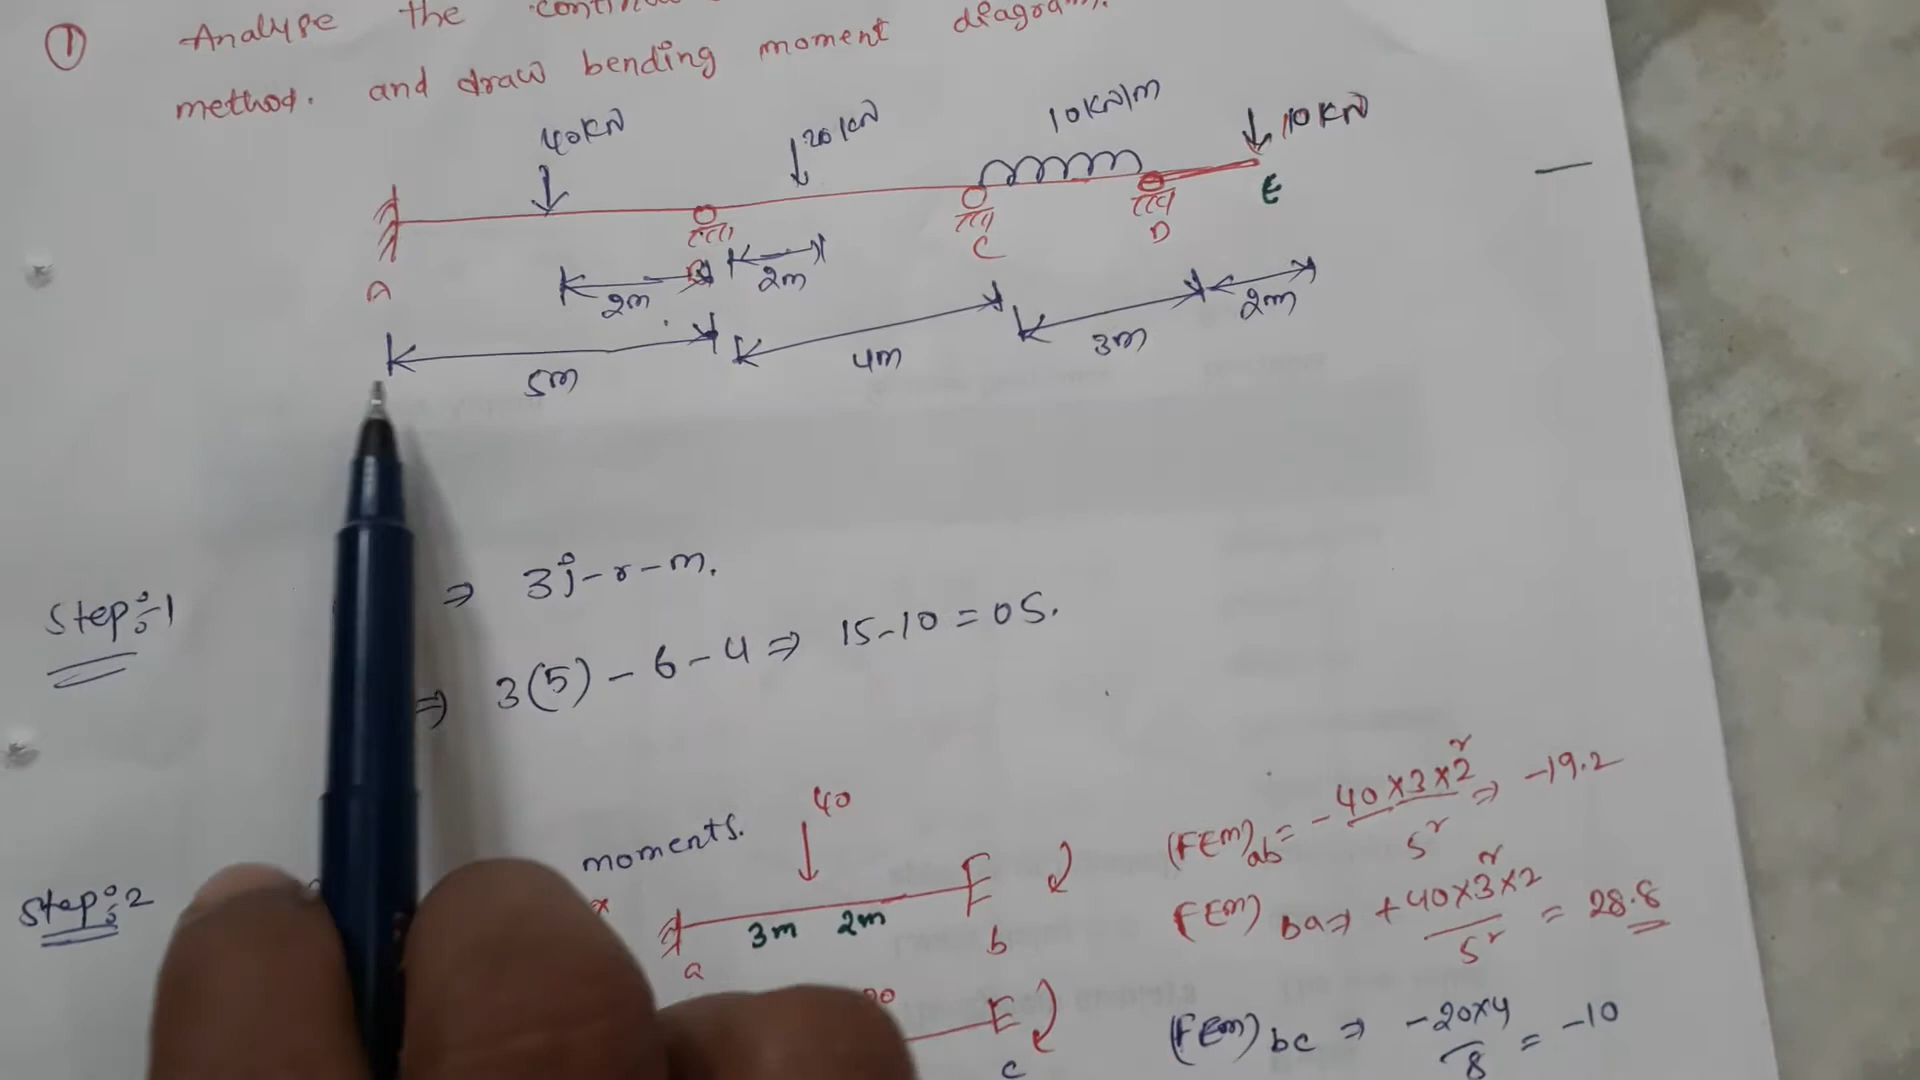 ① Analyse the
method. and draw bending moment diagram.
40KN 20KN 10KN/m 10KN
A B C D E
2m 2m
5m 4m 3m 2m
Step:-1 ⇒ 3j-r-m.
⇒ 3(5) - 6 - 4 ⇒ 15-10 = 05.
Step:-2 moments.
40
3m 2m
a b
c
(FEM)ab = - 40×3×2² / 5² ⇒ -19.2
(FEM) ba ⇒ + 40×3²×2 / 5² = 28.8
(FEM) bc ⇒ -20×4 / 8 = -10